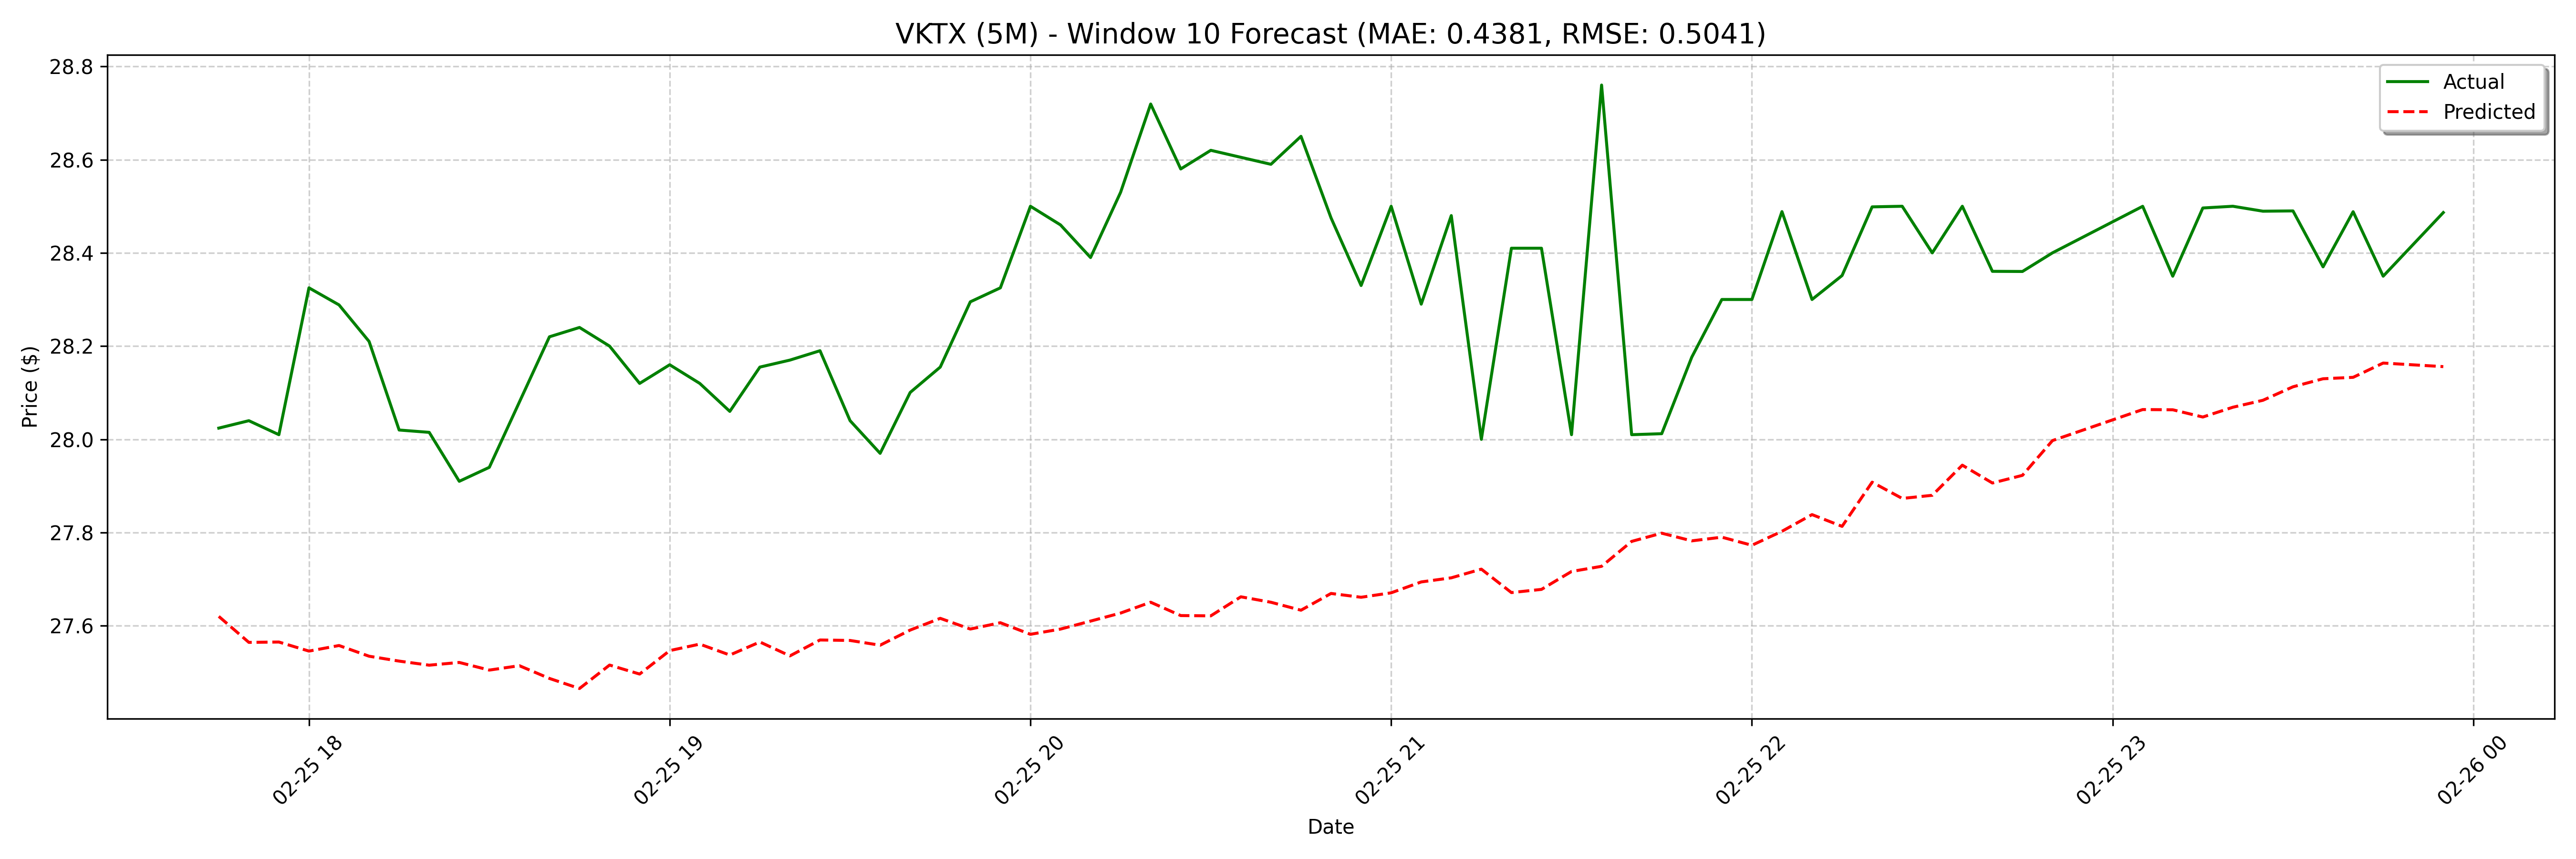 VKTX (5M) - Window 10 Forecast (MAE: 0.4381, RMSE: 0.5041)
Actual
Predicted
Price ($)
28.8
28.6
28.4
28.2
28.0
27.8
27.6
02-25 18
02-25 19
02-25 20
02-25 21
02-25 22
02-25 23
02-26 00
Date